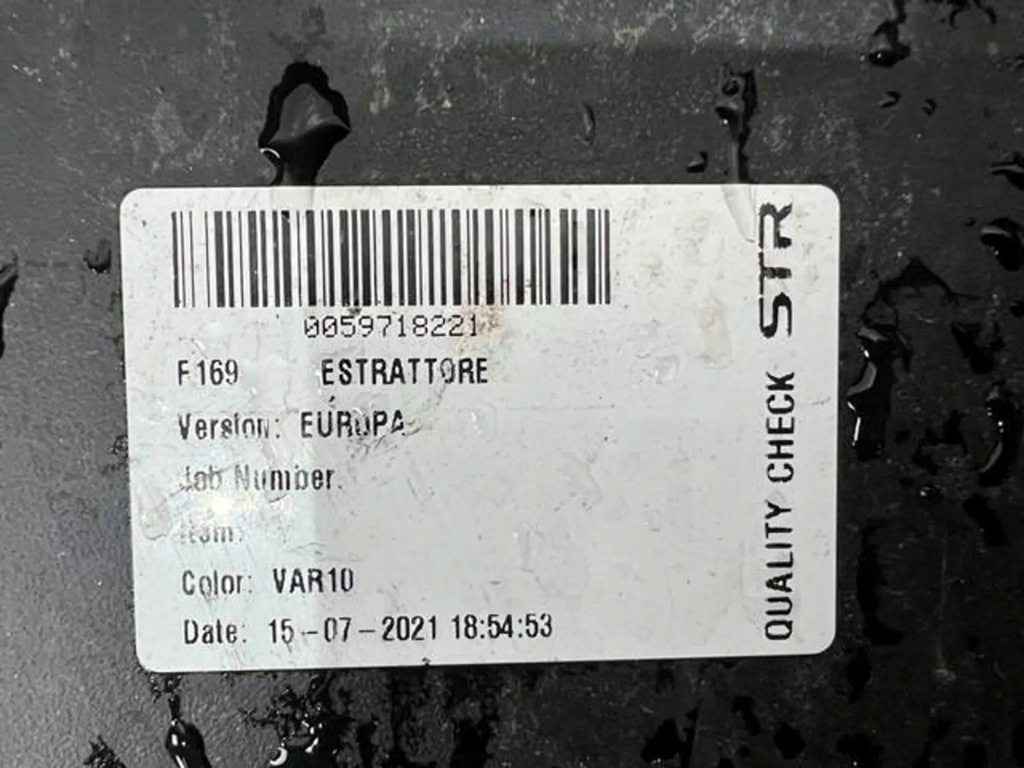 0059718221
F169 ESTRATTORE
Version: EUROPA
Job Number:
Item:
Color: VAR10
Date: 15-07-2021 18:54:53
QUALITY CHECK STR